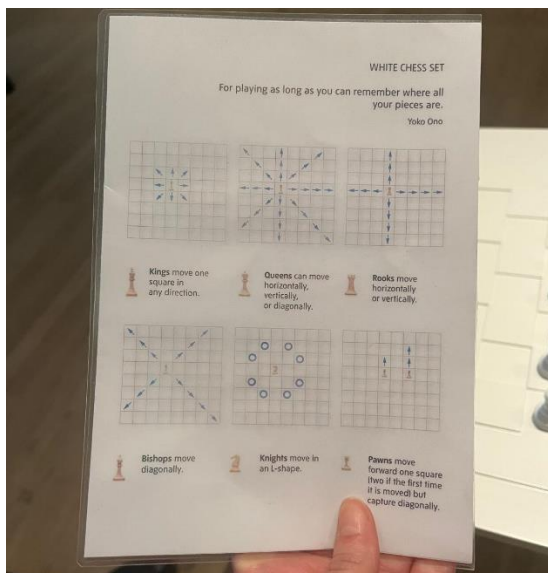 WHITE CHESS SET
For playing as long as you can remember where all
your pieces are.
Yoko Ono
Kings move one
square in
any direction.
Queens can move
horizontally,
vertically,
or diagonally.
Rooks move
horizontally
or vertically.
Bishops move
diagonally.
Knights move in
an L-shape.
Pawns move
forward one square
(two if the first time
it is moved) but
capture diagonally.